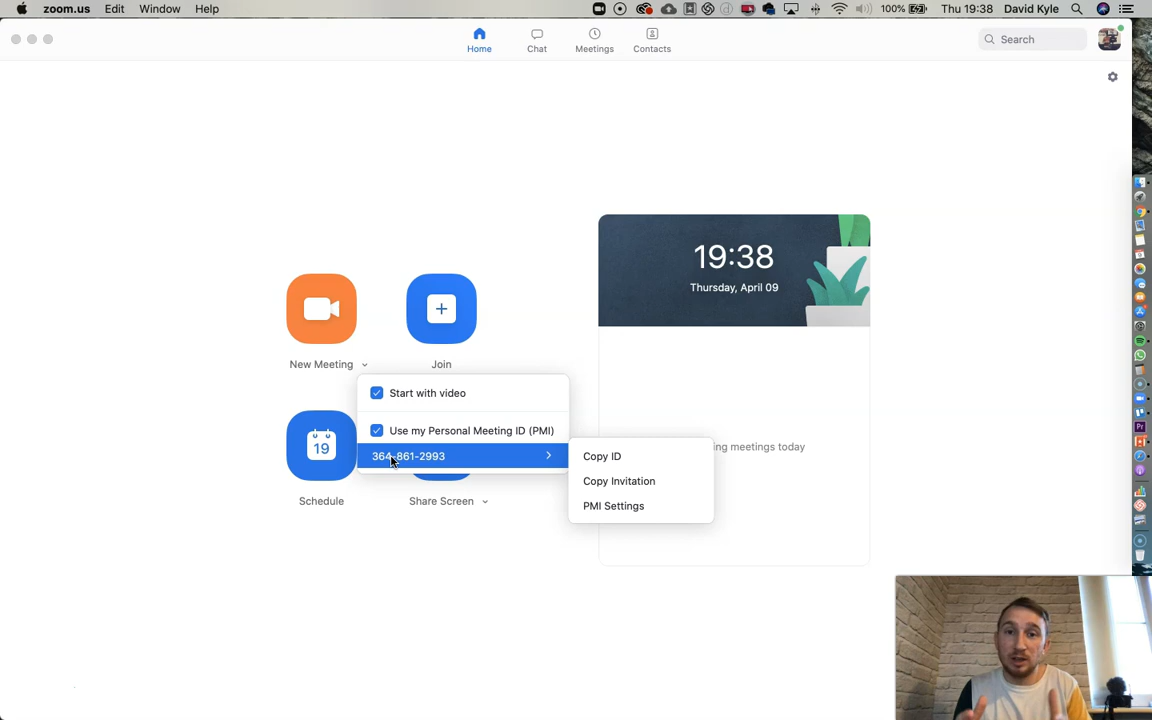 zoom.us Edit Window Help 100% Thu 19:38 David Kyle
Home Chat Meetings Contacts
Search
19:38
Thursday, April 09
New Meeting Join
Start with video
Use my Personal Meeting ID (PMI)
364-861-2993
Copy ID
Copy Invitation
PMI Settings
ing meetings today
19
Schedule Share Screen